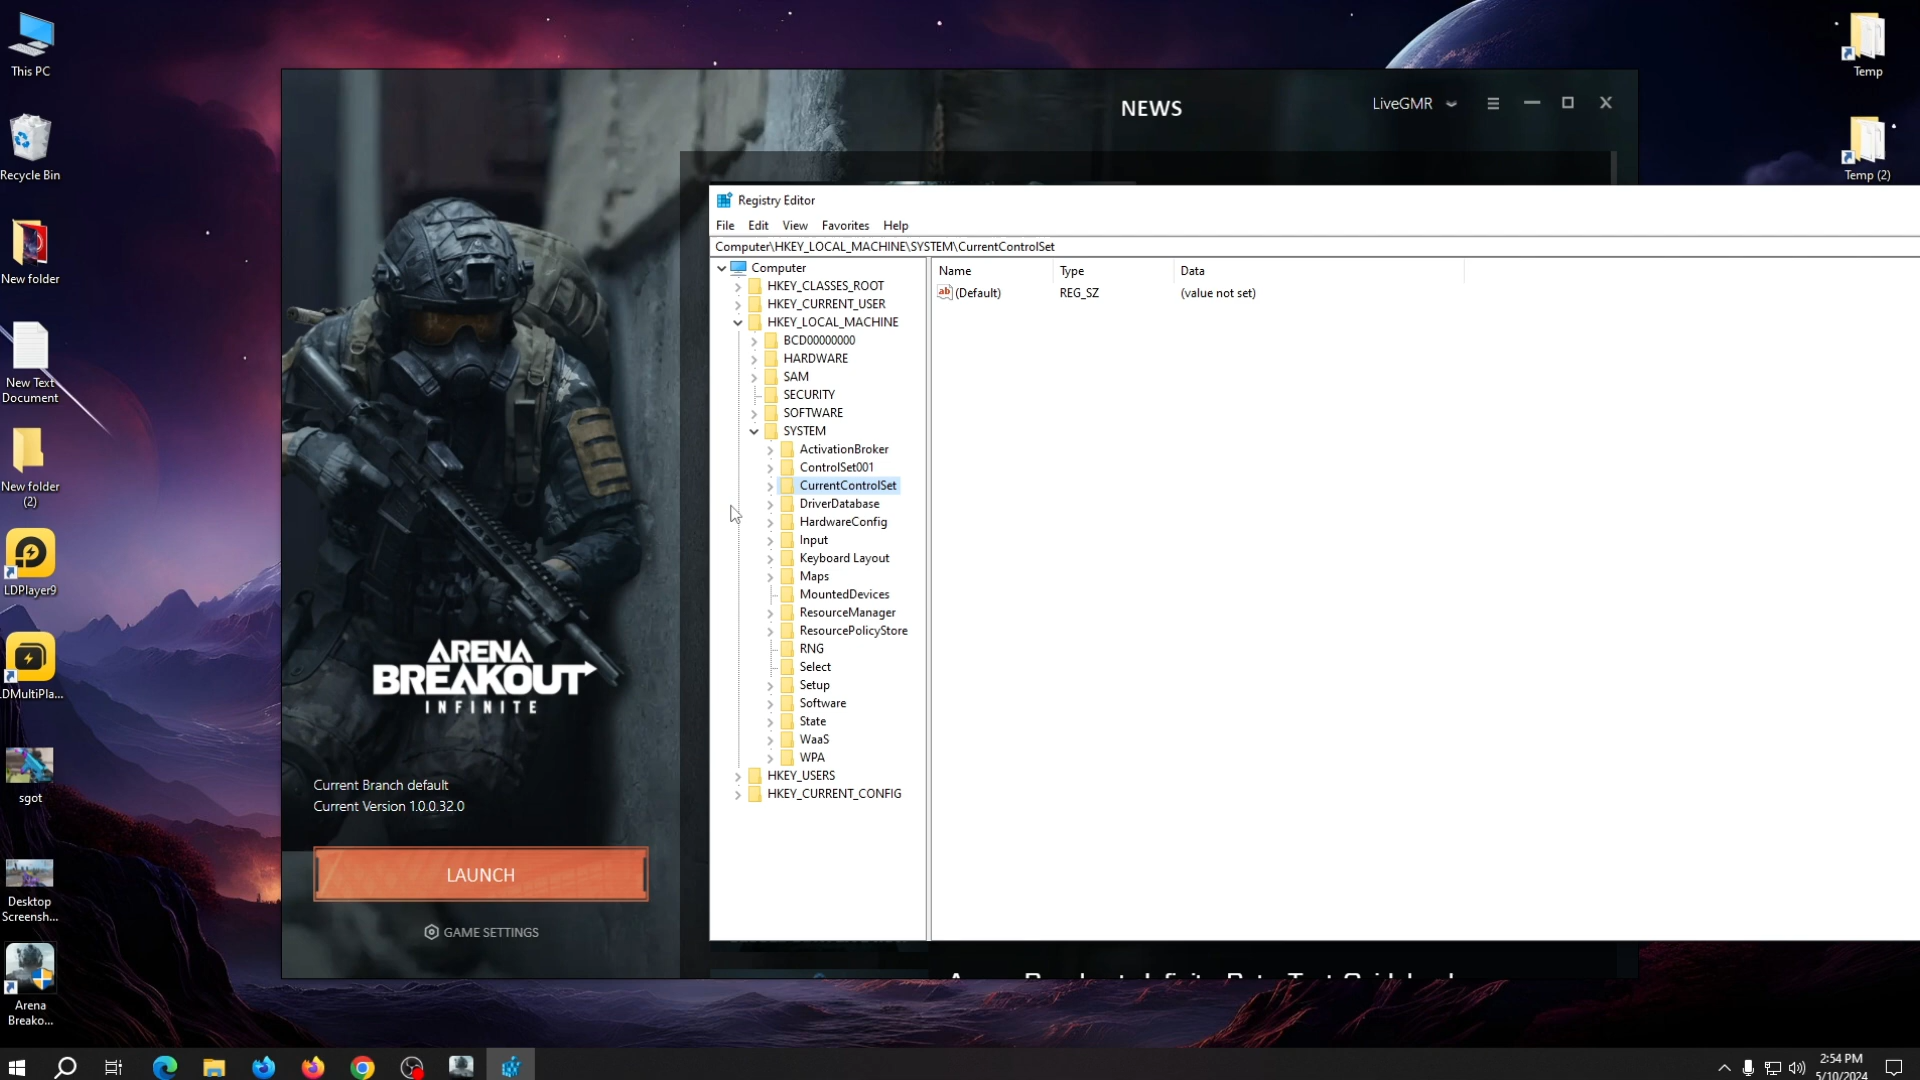 This PC
Recycle Bin
New folder
New Text
Document
New folder
(2)
LDPlayer9
LDMultiPla...
sgot
Desktop
Screensh...
Arena
Breako...
Temp
Temp (2)
NEWS
LiveGMR
ARENA
BREAKOUT
INFINITE
Current Branch default
Current Version 1.0.0.32.0
LAUNCH
GAME SETTINGS
Registry Editor
File Edit View Favorites Help
Computer\HKEY_LOCAL_MACHINE\SYSTEM\CurrentControlSet
Computer
HKEY_CLASSES_ROOT
HKEY_CURRENT_USER
HKEY_LOCAL_MACHINE
BCD00000000
HARDWARE
SAM
SECURITY
SOFTWARE
SYSTEM
ActivationBroker
ControlSet001
CurrentControlSet
DriverDatabase
HardwareConfig
Input
Keyboard Layout
Maps
MountedDevices
ResourceManager
ResourcePolicyStore
RNG
Select
Setup
Software
State
WaaS
WPA
HKEY_USERS
HKEY_CURRENT_CONFIG
Name Type Data
ab (Default) REG_SZ (value not set)
2:54 PM
5/10/2024